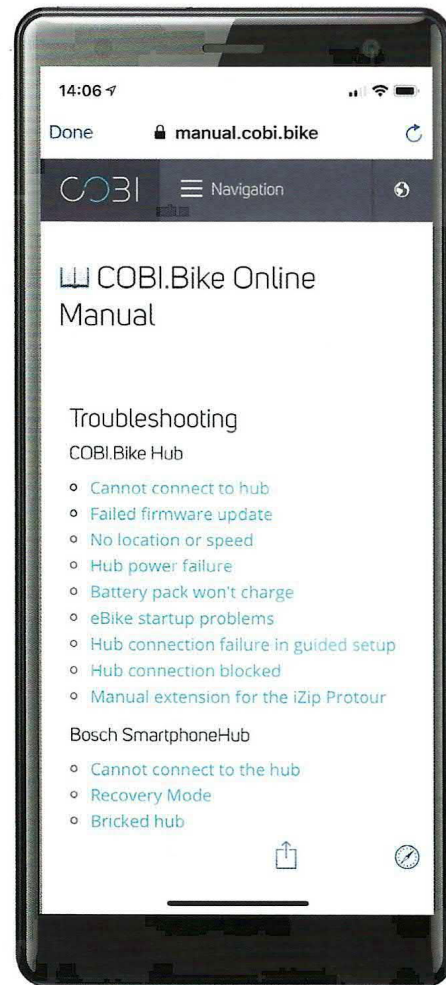 14:06
Done manual.cobi.bike
COBI Navigation
COBI.Bike Online
Manual
Troubleshooting
COBI.Bike Hub
Cannot connect to hub
Failed firmware update
No location or speed
Hub power failure
Battery pack won't charge
eBike startup problems
Hub connection failure in guided setup
Hub connection blocked
Manual extension for the iZip Protour
Bosch SmartphoneHub
Cannot connect to the hub
Recovery Mode
Bricked hub